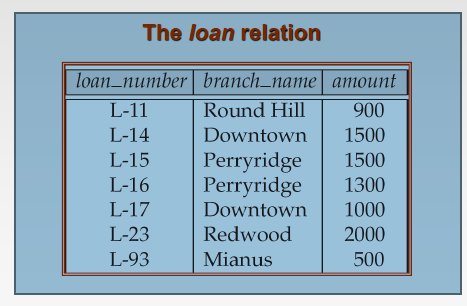 The loan relation
loan_number branch_name amount
L-11 Round Hill 900
L-14 Downtown 1500
L-15 Perryridge 1500
L-16 Perryridge 1300
L-17 Downtown 1000
L-23 Redwood 2000
L-93 Mianus 500